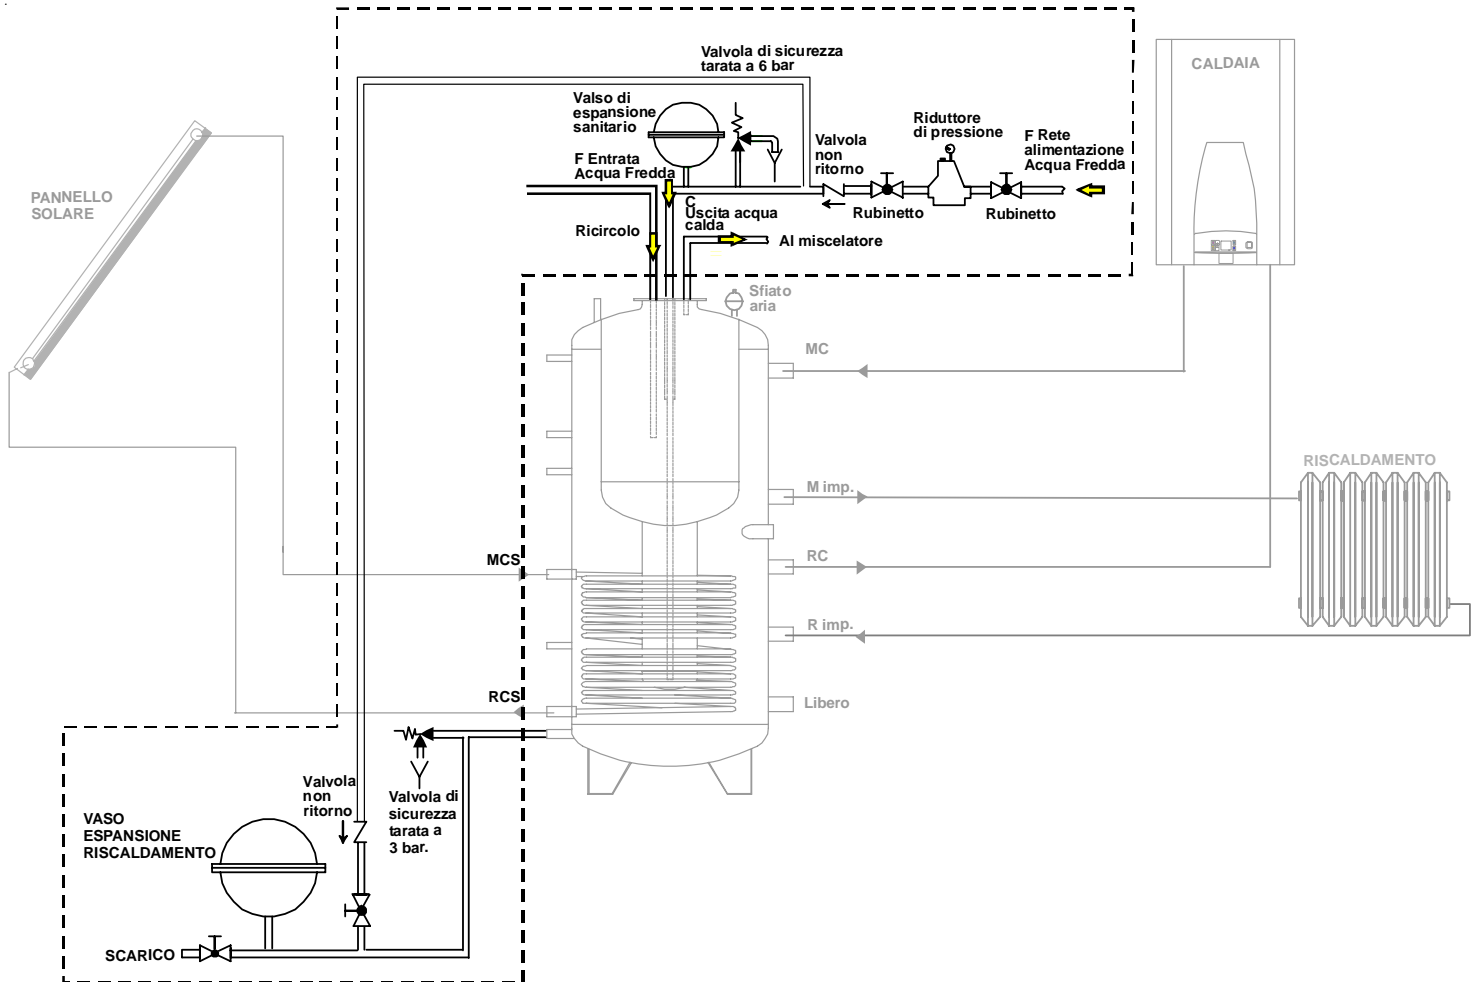 Valvola di sicurezza
tarata a 6 bar
CALDAIA
Valso di
espansione
sanitario
Riduttore
di pressione
Valvola
non
ritorno
F Rete
alimentazione
Acqua Fredda
F Entrata
Acqua Fredda
PANNELLO
SOLARE
C
Uscita acqua
calda
Rubinetto
Rubinetto
Ricircolo
Al miscelatore
Sfiato
aria
MC
RISCALDAMENTO
M imp.
MCS
RC
R imp.
RCS
Libero
Valvola
non
ritorno
Valvola di
sicurezza
tarata a
3 bar.
VASO
ESPANSIONE
RISCALDAMENTO
SCARICO